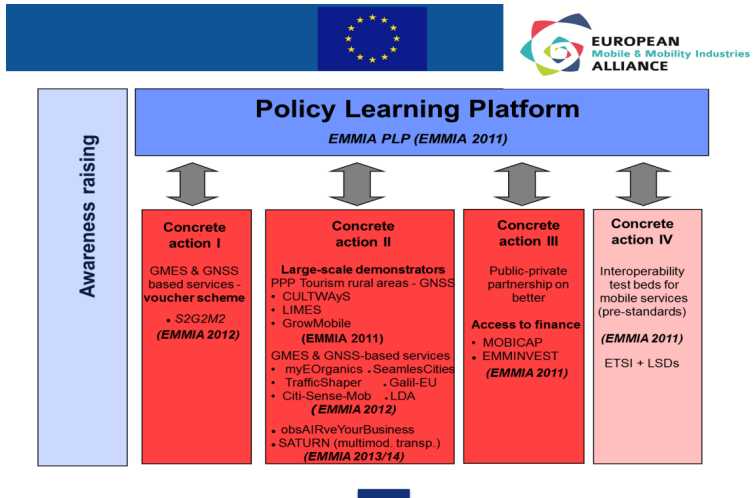 EUROPEAN
Mobile & Mobility Industries
ALLIANCE
Awareness raising
Policy Learning Platform
EMMIA PLP (EMMIA 2011)
Concrete
action I
GMES & GNSS
based services -
voucher scheme
• S2G2M2
(EMMIA 2012)
Concrete
action II
Large-scale demonstrators
PPP Tourism rural areas - GNSS
• CULTWAyS
• LIMES
• GrowMobile
(EMMIA 2011)
GMES & GNSS-based services
• myEOrganics • SeamlesCities
• TrafficShaper • Galil-EU
• Citi-Sense-Mob • LDA
(EMMIA 2012)
• obsAIRveYourBusiness
• SATURN (multimod. transp.)
(EMMIA 2013/14)
Concrete
action III
Public-private
partnership on
better
Access to finance
• MOBICAP
• EMMINVEST
(EMMIA 2011)
Concrete
action IV
Interoperability
test beds for
mobile services
(pre-standards)
(EMMIA 2011)
ETSI + LSDs